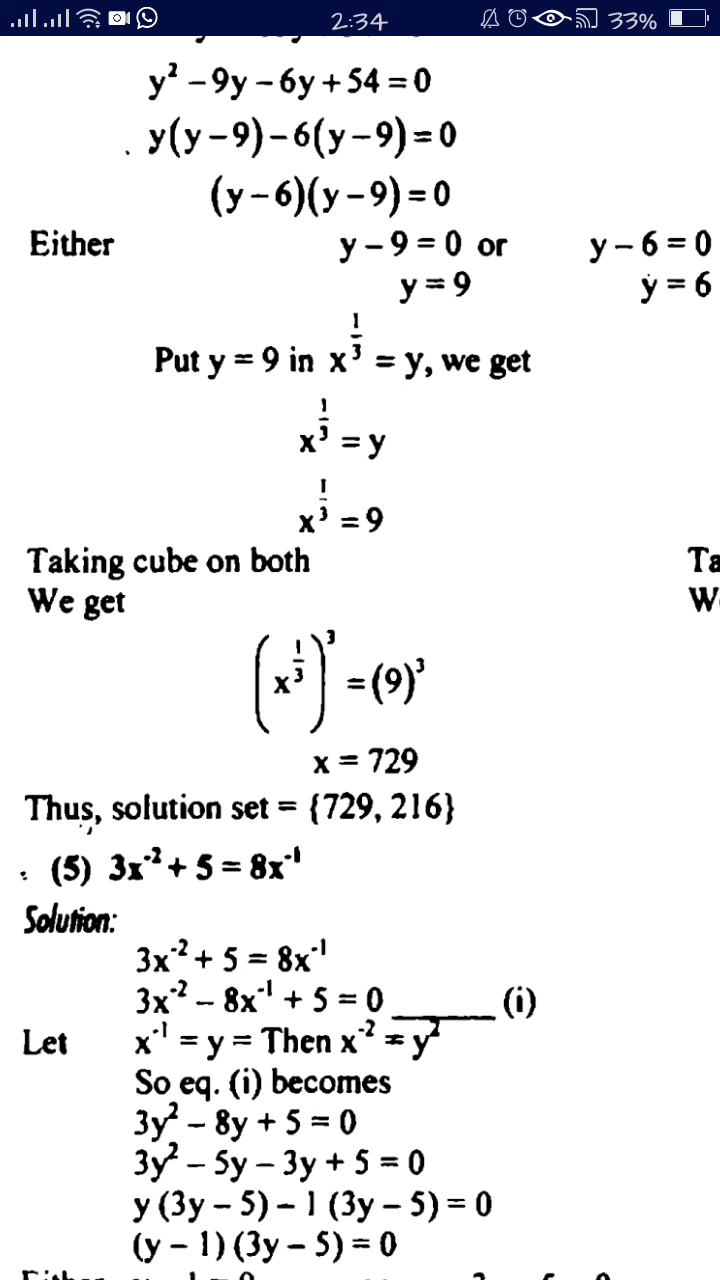 2:34 33%
y² – 9y – 6y + 54 = 0
y(y – 9) – 6(y – 9) = 0
(y – 6)(y – 9) = 0
Either y – 9 = 0 or y – 6 = 0
y = 9 y = 6
Put y = 9 in x^(1/3) = y, we get
x^(1/3) = y
x^(1/3) = 9
Taking cube on both
We get
(x^(1/3))³ = (9)³
x = 729
Thus, solution set = {729, 216}
(5) 3x⁻² + 5 = 8x⁻¹
Solution:
3x⁻² + 5 = 8x⁻¹
3x⁻² – 8x⁻¹ + 5 = 0 ______ (i)
Let x⁻¹ = y = Then x⁻² = y²
So eq. (i) becomes
3y² – 8y + 5 = 0
3y² – 5y – 3y + 5 = 0
y (3y – 5) – 1 (3y – 5) = 0
(y – 1) (3y – 5) = 0